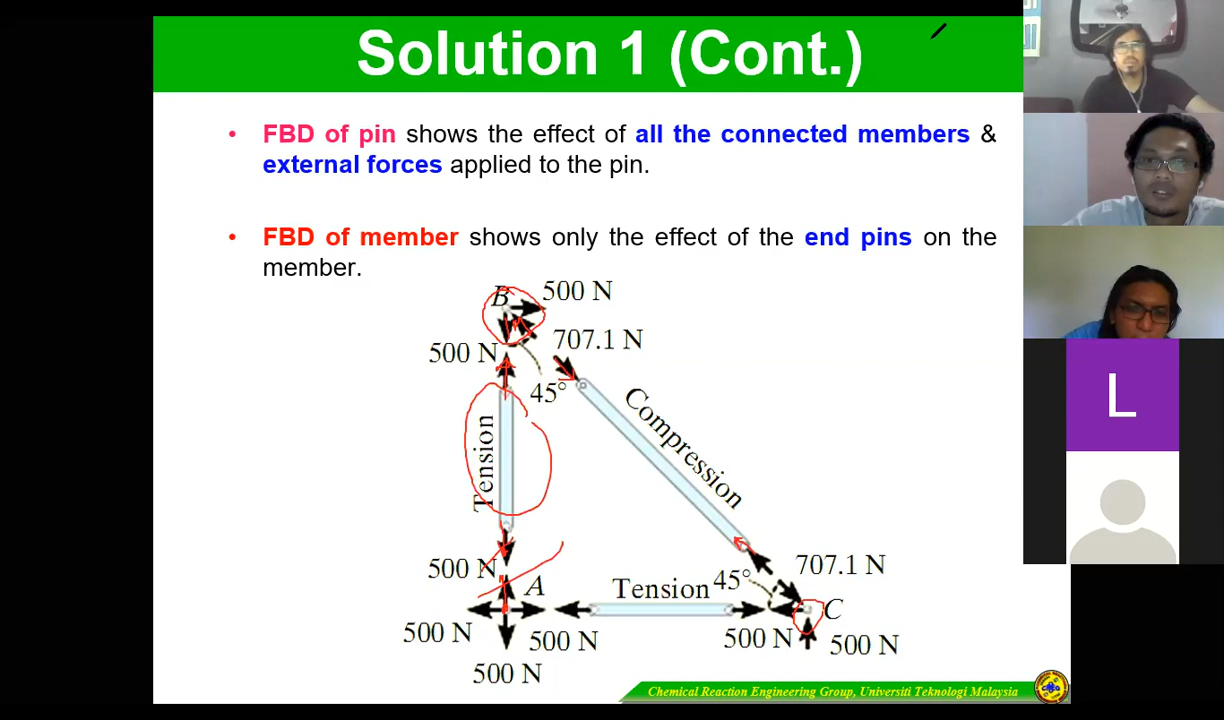 Solution 1 (Cont.)
• FBD of pin shows the effect of all the connected members &
external forces applied to the pin.
• FBD of member shows only the effect of the end pins on the
member.
B
500 N
707.1 N
500 N
45°
Tension
Compression
500 N
A
Tension
45°
707.1 N
C
500 N
500 N
500 N
500 N
500 N
Chemical Reaction Engineering Group, Universiti Teknologi Malaysia
L